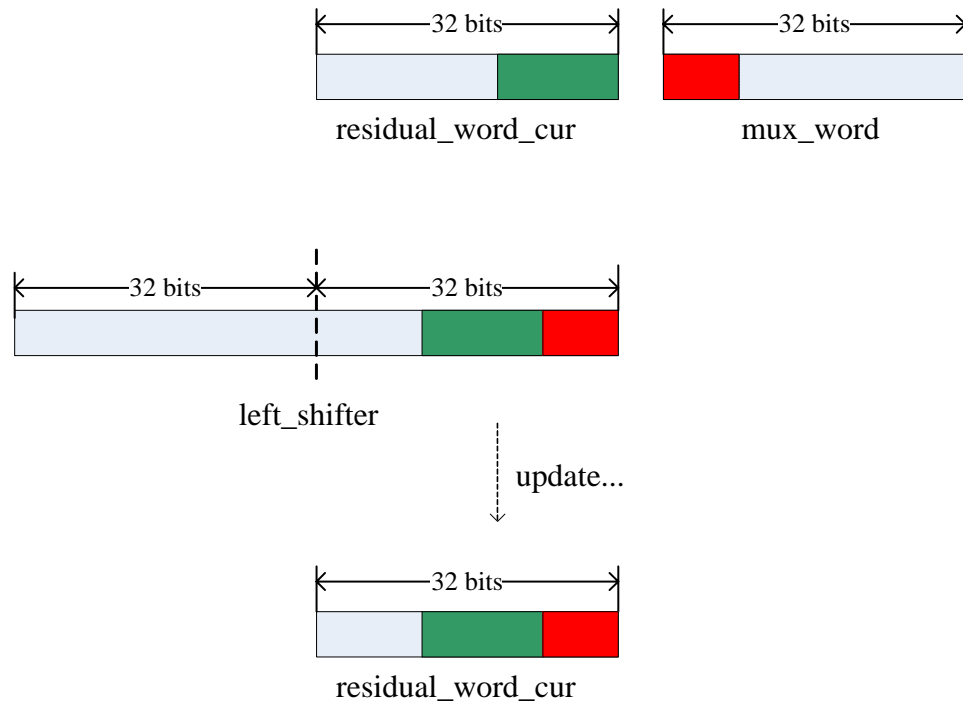 32 bits
32 bits
residual_word_cur
mux_word
32 bits
32 bits
left_shifter
update...
32 bits
residual_word_cur